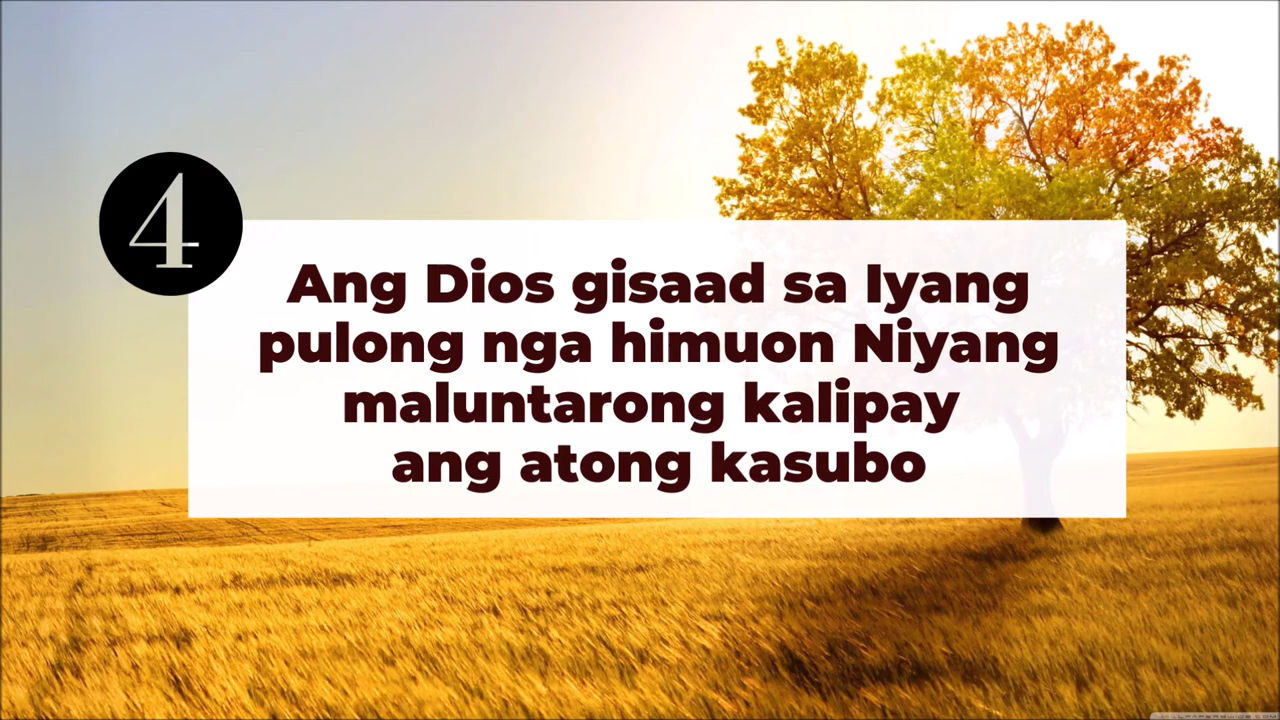 4
Ang Dios gisaad sa Iyang
pulong nga himuon Niyang
maluntarong kalipay
ang atong kasubo